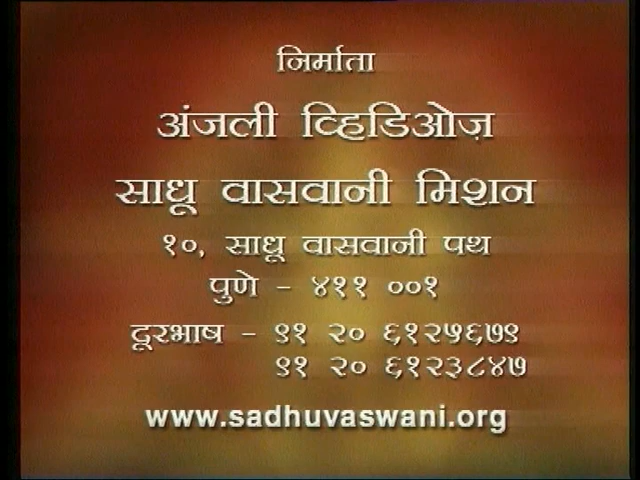 निर्माता
अंजली व्हिडिओज़
साधू वासवानी मिशन
१०, साधू वासवानी पथ
पुणे - ४११ ००१
दूरभाष - ९१ २० ६१२५६७९
९१ २० ६१२३८४७
www.sadhuvaswani.org